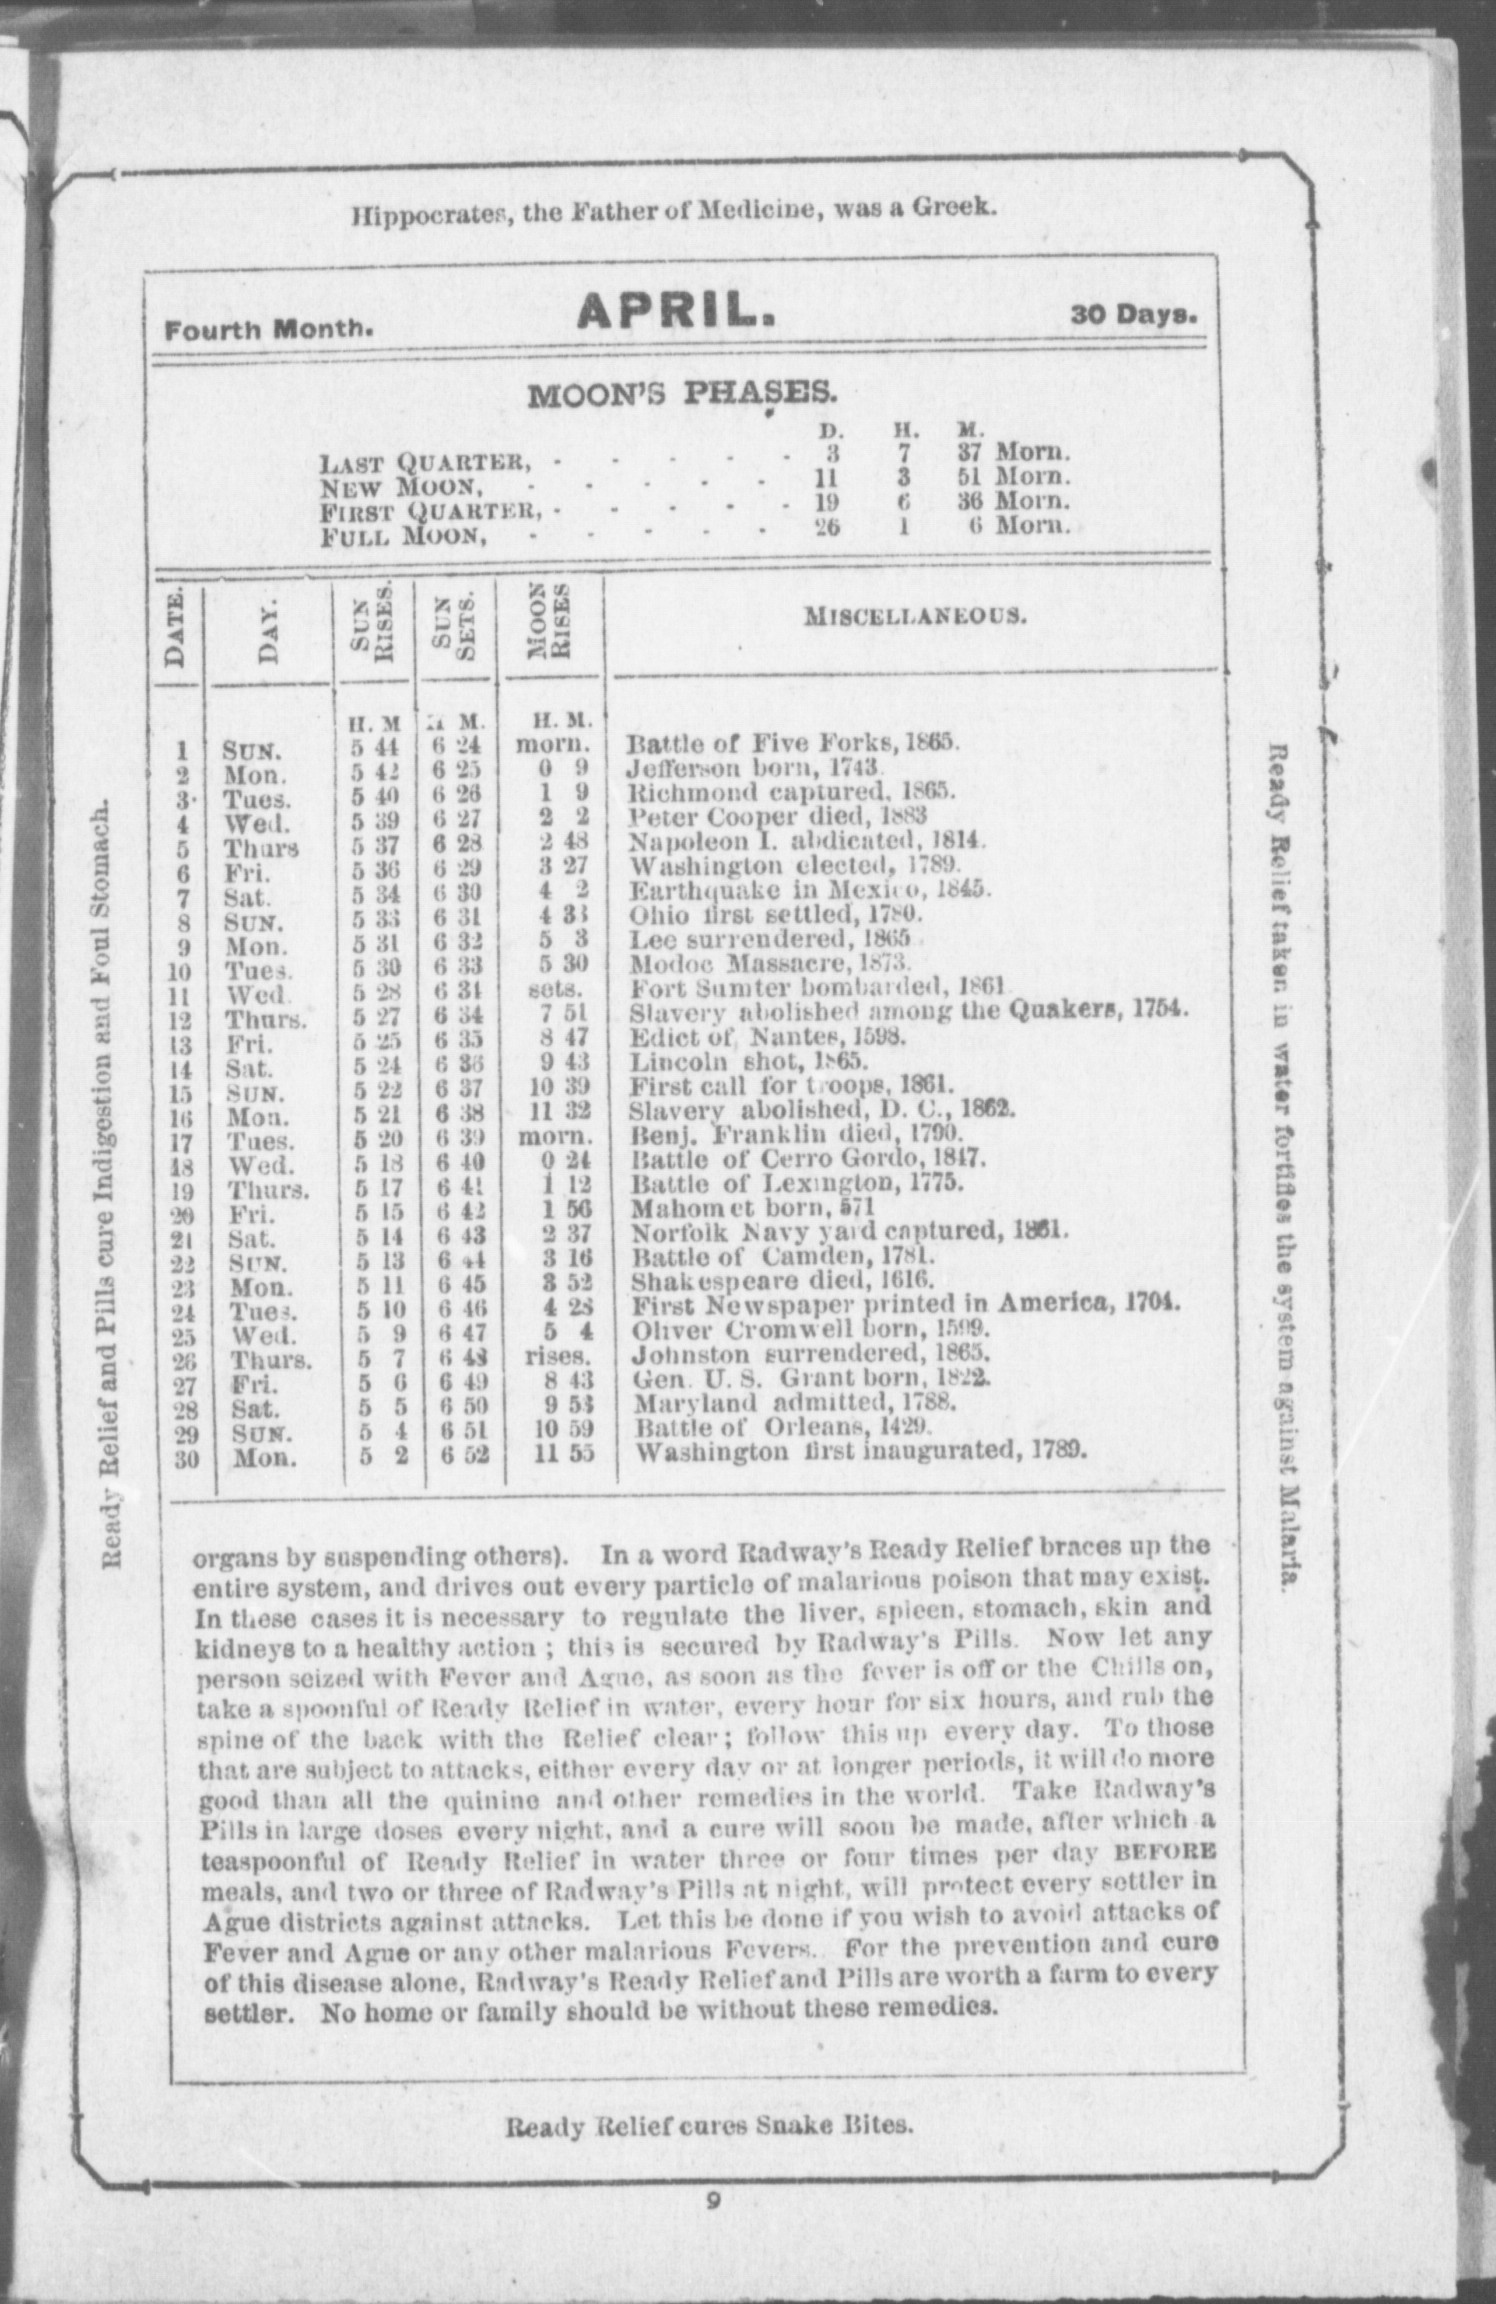 Hippocrates, the Father of Medicine, was a Greek.
Fourth Month. APRIL. 30 Days.
MOON'S PHASES.
D. H. M.
LAST QUARTER, - - - - - 3 7 37 Morn.
NEW MOON, - - - - - 11 3 51 Morn.
FIRST QUARTER, - - - - - 19 6 36 Morn.
FULL MOON, - - - - - 26 1 6 Morn.
DATE. DAY. SUN RISES. SUN SETS. MOON RISES MISCELLANEOUS.
H. M M. H. M.
1 SUN. 5 44 6 24 morn. Battle of Five Forks, 1865.
2 Mon. 5 42 6 25 0 9 Jefferson born, 1743.
3 Tues. 5 40 6 26 1 9 Richmond captured, 1865.
4 Wed. 5 39 6 27 2 2 Peter Cooper died, 1883
5 Thurs 5 37 6 28 2 48 Napoleon I. abdicated, 1814.
6 Fri. 5 36 6 29 3 27 Washington elected, 1789.
7 Sat. 5 34 6 30 4 2 Earthquake in Mexico, 1845.
8 SUN. 5 33 6 31 4 33 Ohio first settled, 1780.
9 Mon. 5 31 6 32 5 3 Lee surrendered, 1865
10 Tues. 5 30 6 33 5 30 Modoc Massacre, 1873.
11 Wed. 5 28 6 34 sets. Fort Sumter bombarded, 1861
12 Thurs. 5 27 6 34 7 51 Slavery abolished among the Quakers, 1754.
13 Fri. 5 25 6 35 8 47 Edict of Nantes, 1598.
14 Sat. 5 24 6 36 9 43 Lincoln shot, 1865.
15 SUN. 5 22 6 37 10 39 First call for troops, 1861.
16 Mon. 5 21 6 38 11 32 Slavery abolished, D. C., 1862.
17 Tues. 5 20 6 39 morn. Benj. Franklin died, 1790.
18 Wed. 5 18 6 40 0 24 Battle of Cerro Gordo, 1847.
19 Thurs. 5 17 6 41 1 12 Battle of Lexington, 1775.
20 Fri. 5 15 6 42 1 56 Mahomet born, 571
21 Sat. 5 14 6 43 2 37 Norfolk Navy yard captured, 1861.
22 SUN. 5 13 6 44 3 16 Battle of Camden, 1781.
23 Mon. 5 11 6 45 3 52 Shakespeare died, 1616.
24 Tues. 5 10 6 46 4 28 First Newspaper printed in America, 1704.
25 Wed. 5 9 6 47 5 4 Oliver Cromwell born, 1599.
26 Thurs. 5 7 6 48 rises. Johnston surrendered, 1865.
27 Fri. 5 6 6 49 8 43 Gen. U. S. Grant born, 1822.
28 Sat. 5 5 6 50 9 53 Maryland admitted, 1788.
29 SUN. 5 4 6 51 10 59 Battle of Orleans, 1429.
30 Mon. 5 2 6 52 11 55 Washington first inaugurated, 1789.
organs by suspending others). In a word Radway's Ready Relief braces up the
entire system, and drives out every particle of malarious poison that may exist.
In these cases it is necessary to regulate the liver, spleen, stomach, skin and
kidneys to a healthy action ; this is secured by Radway's Pills. Now let any
person seized with Fever and Ague, as soon as the fever is off or the Chills on,
take a spoonful of Ready Relief in water, every hour for six hours, and rub the
spine of the back with the Relief clear; follow this up every day. To those
that are subject to attacks, either every day or at longer periods, it will do more
good than all the quinine and other remedies in the world. Take Radway's
Pills in large doses every night, and a cure will soon be made, after which a
teaspoonful of Ready Relief in water three or four times per day BEFORE
meals, and two or three of Radway's Pills at night, will protect every settler in
Ague districts against attacks. Let this be done if you wish to avoid attacks of
Fever and Ague or any other malarious Fevers. For the prevention and cure
of this disease alone, Radway's Ready Relief and Pills are worth a farm to every
settler. No home or family should be without these remedies.
Ready Relief cures Snake Bites.
9
Ready Relief and Pills cure Indigestion and Foul Stomach.
Ready Relief taken in water fortifies the system against Malaria.